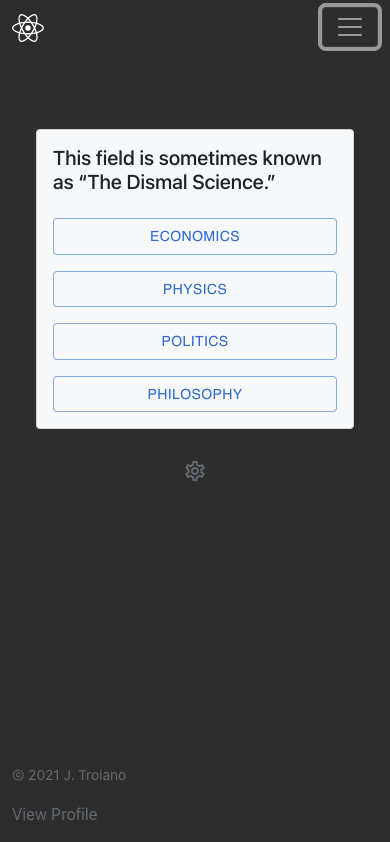 This field is sometimes known
as “The Dismal Science.”
ECONOMICS
PHYSICS
POLITICS
PHILOSOPHY
© 2021 J. Troiano
View Profile